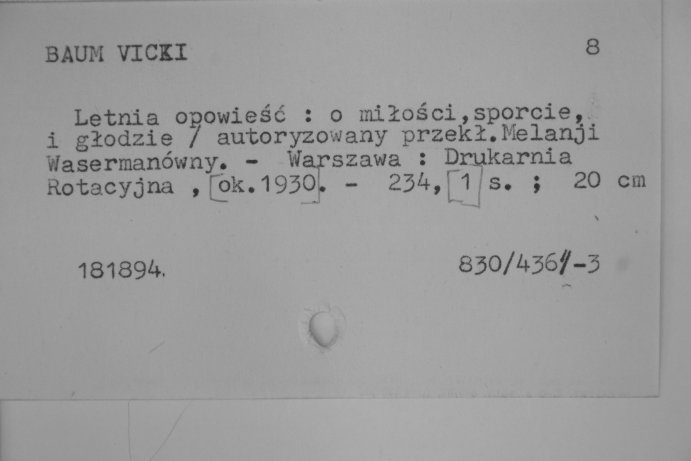 BAUM VICKI 8
Letnia opowieść : o miłości,sporcie,
i głodzie / autoryzowany przekł.Melanji
Wasermanówny. - Warszawa : Drukarnia
Rotacyjna , [ok.1930]. - 234,[1] s. ; 20 cm
181894. 830/436/-3